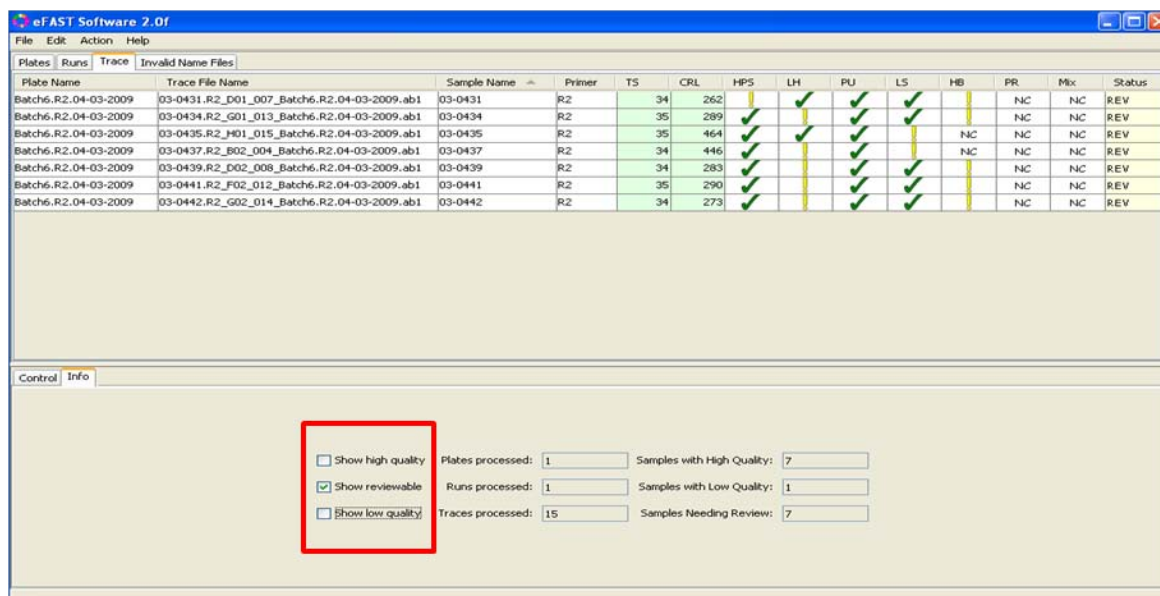 eFAST Software 2.0f
File Edit Action Help
Plates Runs Trace Invalid Name Files
Plate Name Trace File Name Sample Name Primer TS CRL HPS LH PU LS HB PR Mix Status
Batch6.R2.04-03-2009 03-0431.R2_D01_007_Batch6.R2.04-03-2009.ab1 03-0431 R2 34 262 NC NC REV
Batch6.R2.04-03-2009 03-0434.R2_G01_013_Batch6.R2.04-03-2009.ab1 03-0434 R2 35 289 NC NC REV
Batch6.R2.04-03-2009 03-0435.R2_H01_015_Batch6.R2.04-03-2009.ab1 03-0435 R2 35 464 NC NC NC REV
Batch6.R2.04-03-2009 03-0437.R2_B02_004_Batch6.R2.04-03-2009.ab1 03-0437 R2 34 446 NC NC NC REV
Batch6.R2.04-03-2009 03-0439.R2_D02_008_Batch6.R2.04-03-2009.ab1 03-0439 R2 34 283 NC NC REV
Batch6.R2.04-03-2009 03-0441.R2_F02_012_Batch6.R2.04-03-2009.ab1 03-0441 R2 35 290 NC NC REV
Batch6.R2.04-03-2009 03-0442.R2_G02_014_Batch6.R2.04-03-2009.ab1 03-0442 R2 34 273 NC NC REV
Control Info
Show high quality Plates processed: 1 Samples with High Quality: 7
Show reviewable Runs processed: 1 Samples with Low Quality: 1
Show low quality Traces processed: 15 Samples Needing Review: 7